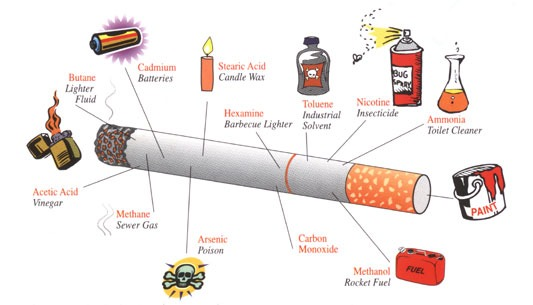 Cadmium
Batteries
Stearic Acid
Candle Wax
Butane
Lighter
Fluid
Hexamine
Barbecue Lighter
Toluene
Industrial
Solvent
Nicotine
Insecticide
BUG
SPRAY
Ammonia
Toilet Cleaner
Acetic Acid
Vinegar
Methane
Sewer Gas
Arsenic
Poison
Carbon
Monoxide
Methanol
Rocket Fuel
FUEL
PAINT